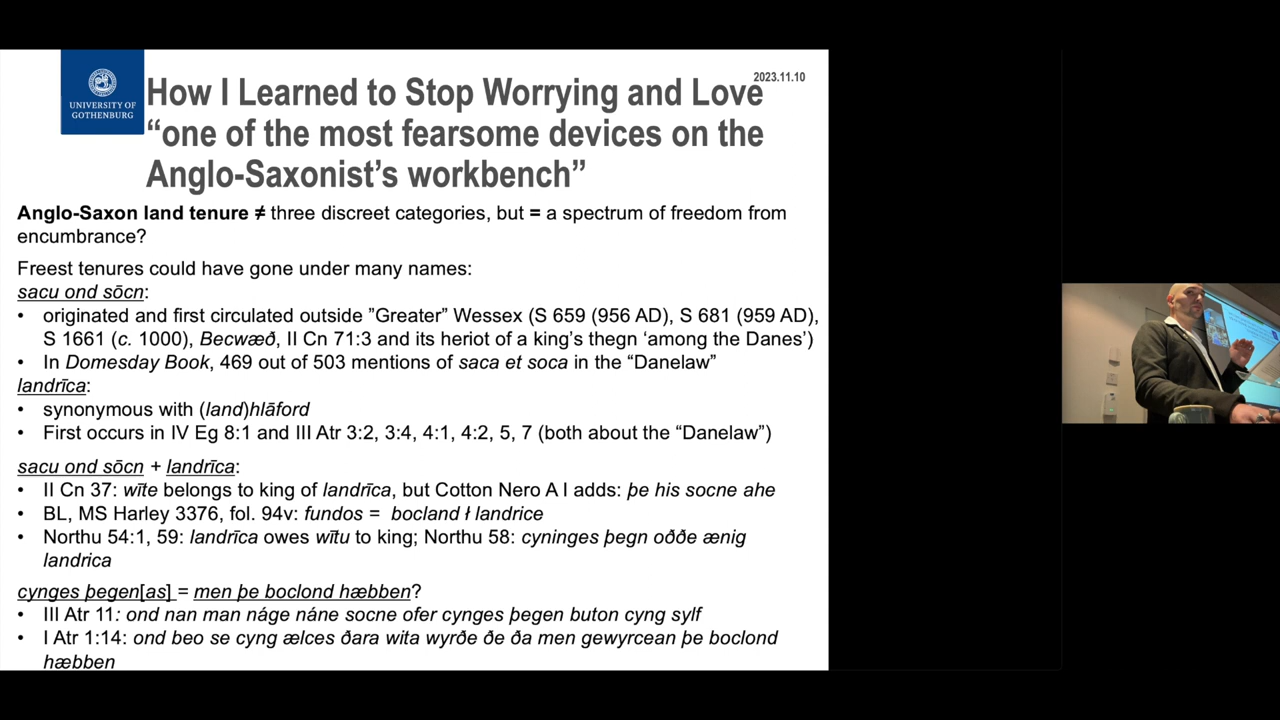 UNIVERSITY OF
GOTHENBURG
2023.11.10
How I Learned to Stop Worrying and Love
“one of the most fearsome devices on the
Anglo-Saxonist’s workbench”
Anglo-Saxon land tenure ≠ three discreet categories, but = a spectrum of freedom from
encumbrance?
Freest tenures could have gone under many names:
sacu ond sōcn:
• originated and first circulated outside ”Greater” Wessex (S 659 (956 AD), S 681 (959 AD),
S 1661 (c. 1000), Becwæð, II Cn 71:3 and its heriot of a king’s thegn ‘among the Danes’)
• In Domesday Book, 469 out of 503 mentions of saca et soca in the “Danelaw”
landrīca:
• synonymous with (land)hlāford
• First occurs in IV Eg 8:1 and III Atr 3:2, 3:4, 4:1, 4:2, 5, 7 (both about the “Danelaw”)
sacu ond sōcn + landrīca:
• II Cn 37: wīte belongs to king of landrīca, but Cotton Nero A I adds: þe his socne ahe
• BL, MS Harley 3376, fol. 94v: fundos = bocland ł landrice
• Northu 54:1, 59: landrīca owes wītu to king; Northu 58: cyninges þegn oððe ænig
landrica
cynges þegen[as] = men þe boclond hæbben?
• III Atr 11: ond nan man náge náne socne ofer cynges þegen buton cyng sylf
• I Atr 1:14: ond beo se cyng ælces ðara wita wyrðe ðe ða men gewyrcean þe boclond
hæbben